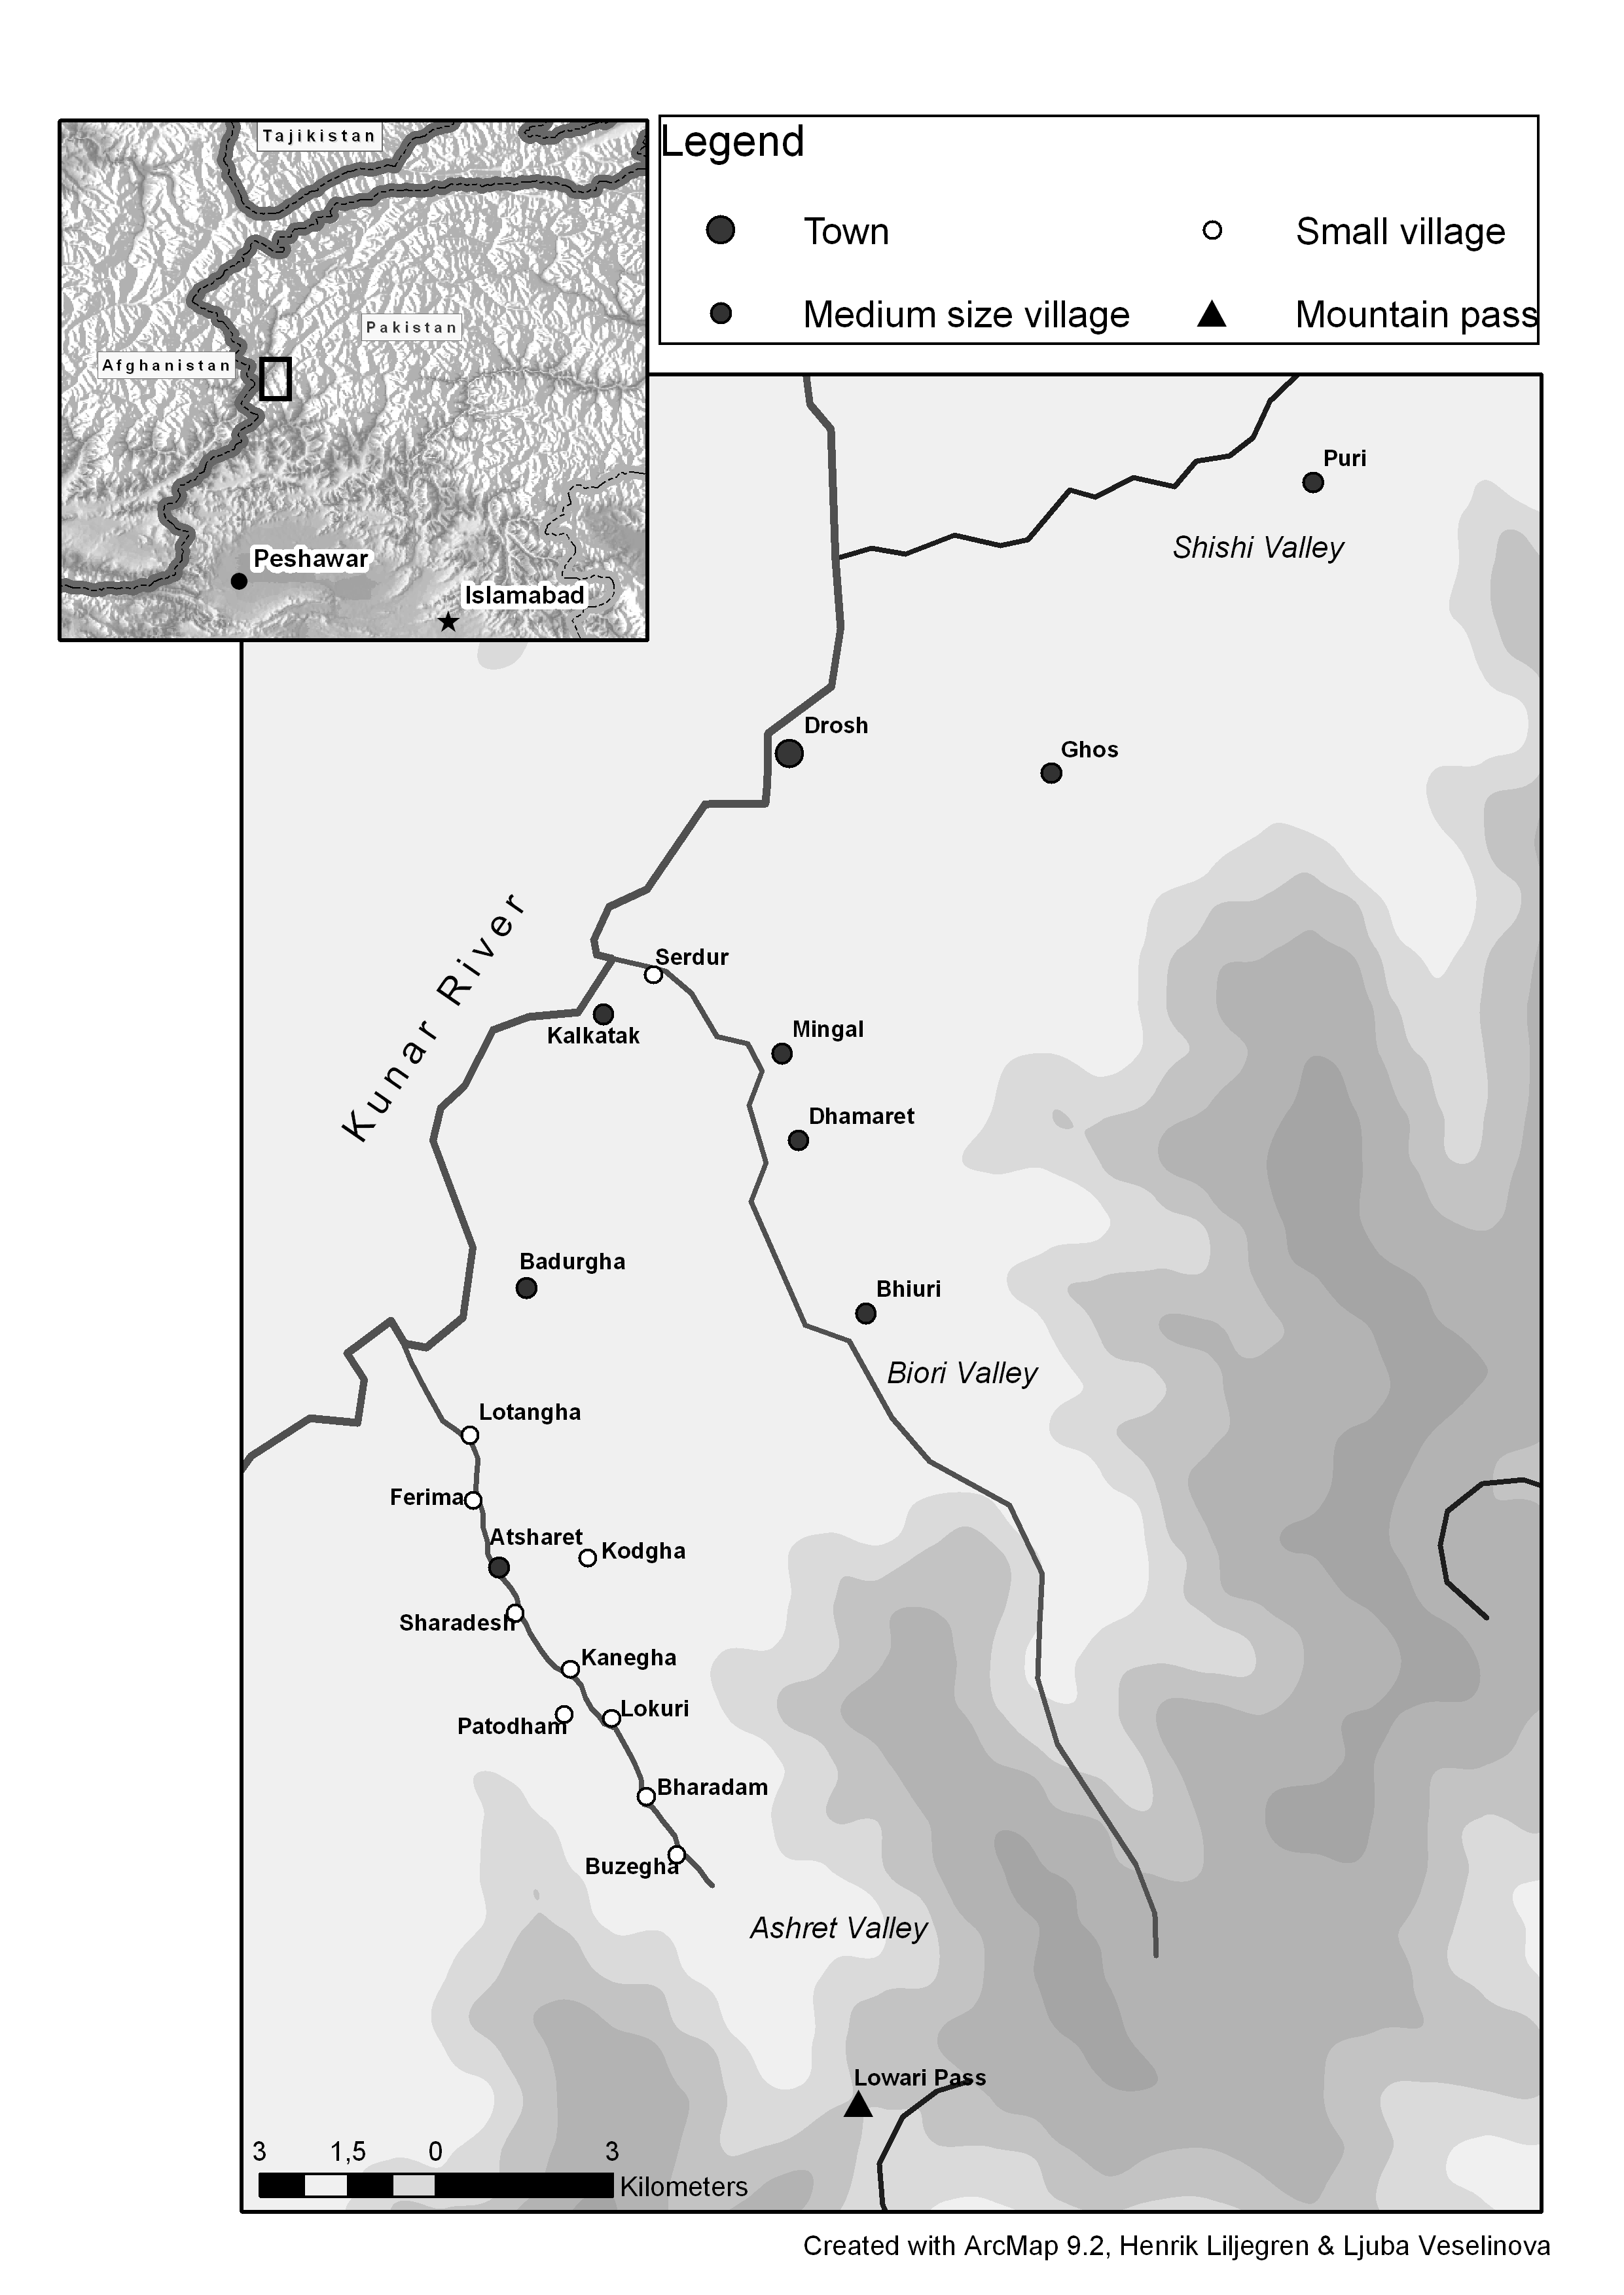 Tajikistan
Pakistan
Afghanistan
Peshawar
Islamabad
Legend
Town
Small village
Medium size village
Mountain pass
Puri
Shishi Valley
Drosh
Ghos
Kunar River
Serdur
Kalkatak
Mingal
Dhamaret
Badurgha
Bhiuri
Biori Valley
Lotangha
Ferima
Atsharet
Kodgha
Sharadesh
Kanegha
Lokuri
Patodham
Bharadam
Buzegha
Ashret Valley
Lowari Pass
3 1,5 0 3
Kilometers
Created with ArcMap 9.2, Henrik Liljegren & Ljuba Veselinova